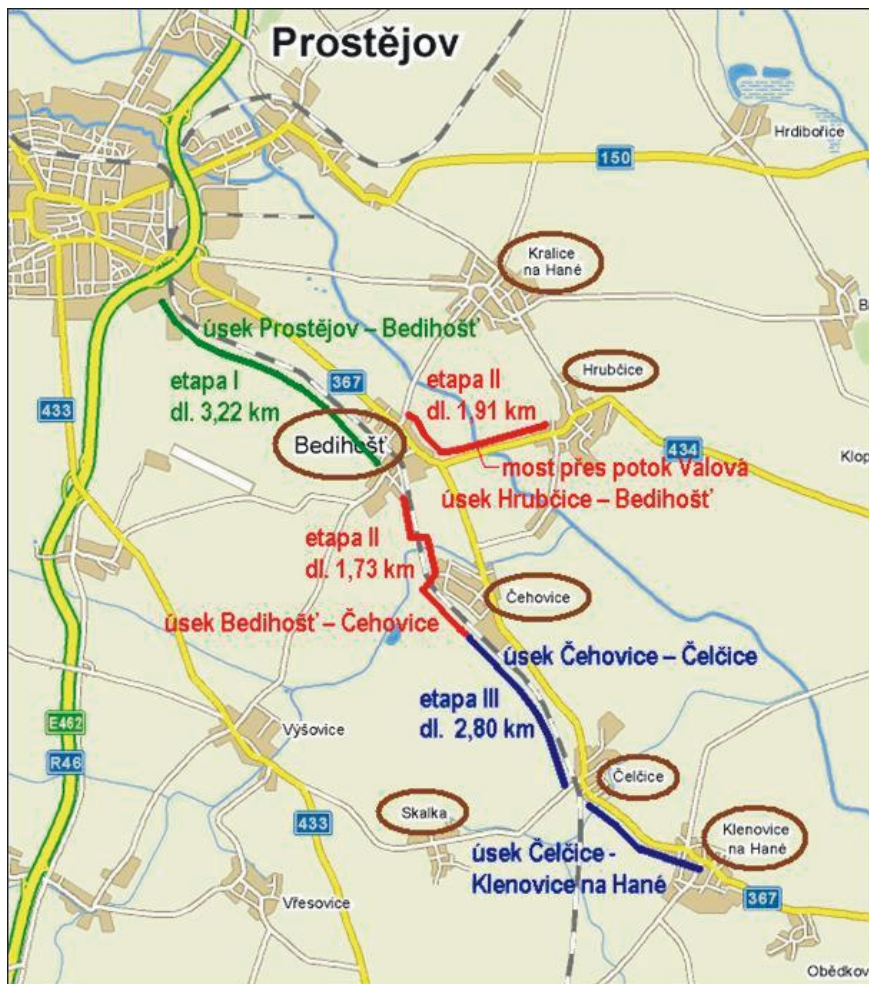 Prostějov
Hrdibořice
150
Kralice
na Hané
úsek Prostějov – Bedihošť
etapa I
dl. 3,22 km
367
etapa II
dl. 1,91 km
Hrubčice
433
Bedihošť
434
most přes potok Valová
úsek Hrubčice – Bedihošť
etapa II
dl. 1,73 km
Čehovice
úsek Bedihošť – Čehovice
úsek Čehovice – Čelčice
etapa III
dl. 2,80 km
E462
R46
Výšovice
Čelčice
Skalka
433
Klenovice
na Hané
úsek Čelčice -
Klenovice na Hané
367
Vřesovice